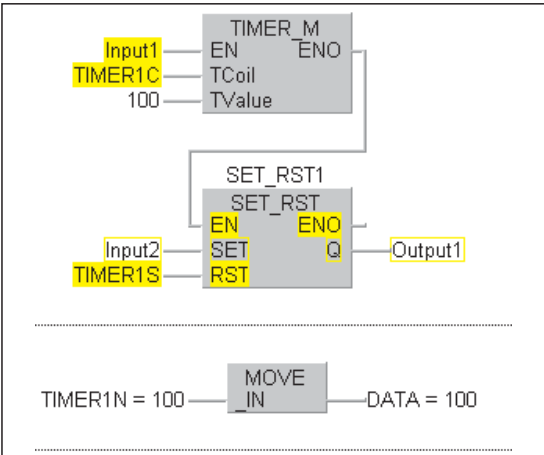 TIMER_M
Input1 EN ENO
TIMER1C TCoil
100 TValue
SET_RST1
SET_RST
EN ENO
Input2 SET Q Output1
TIMER1S RST
MOVE
TIMER1N = 100 _IN DATA = 100